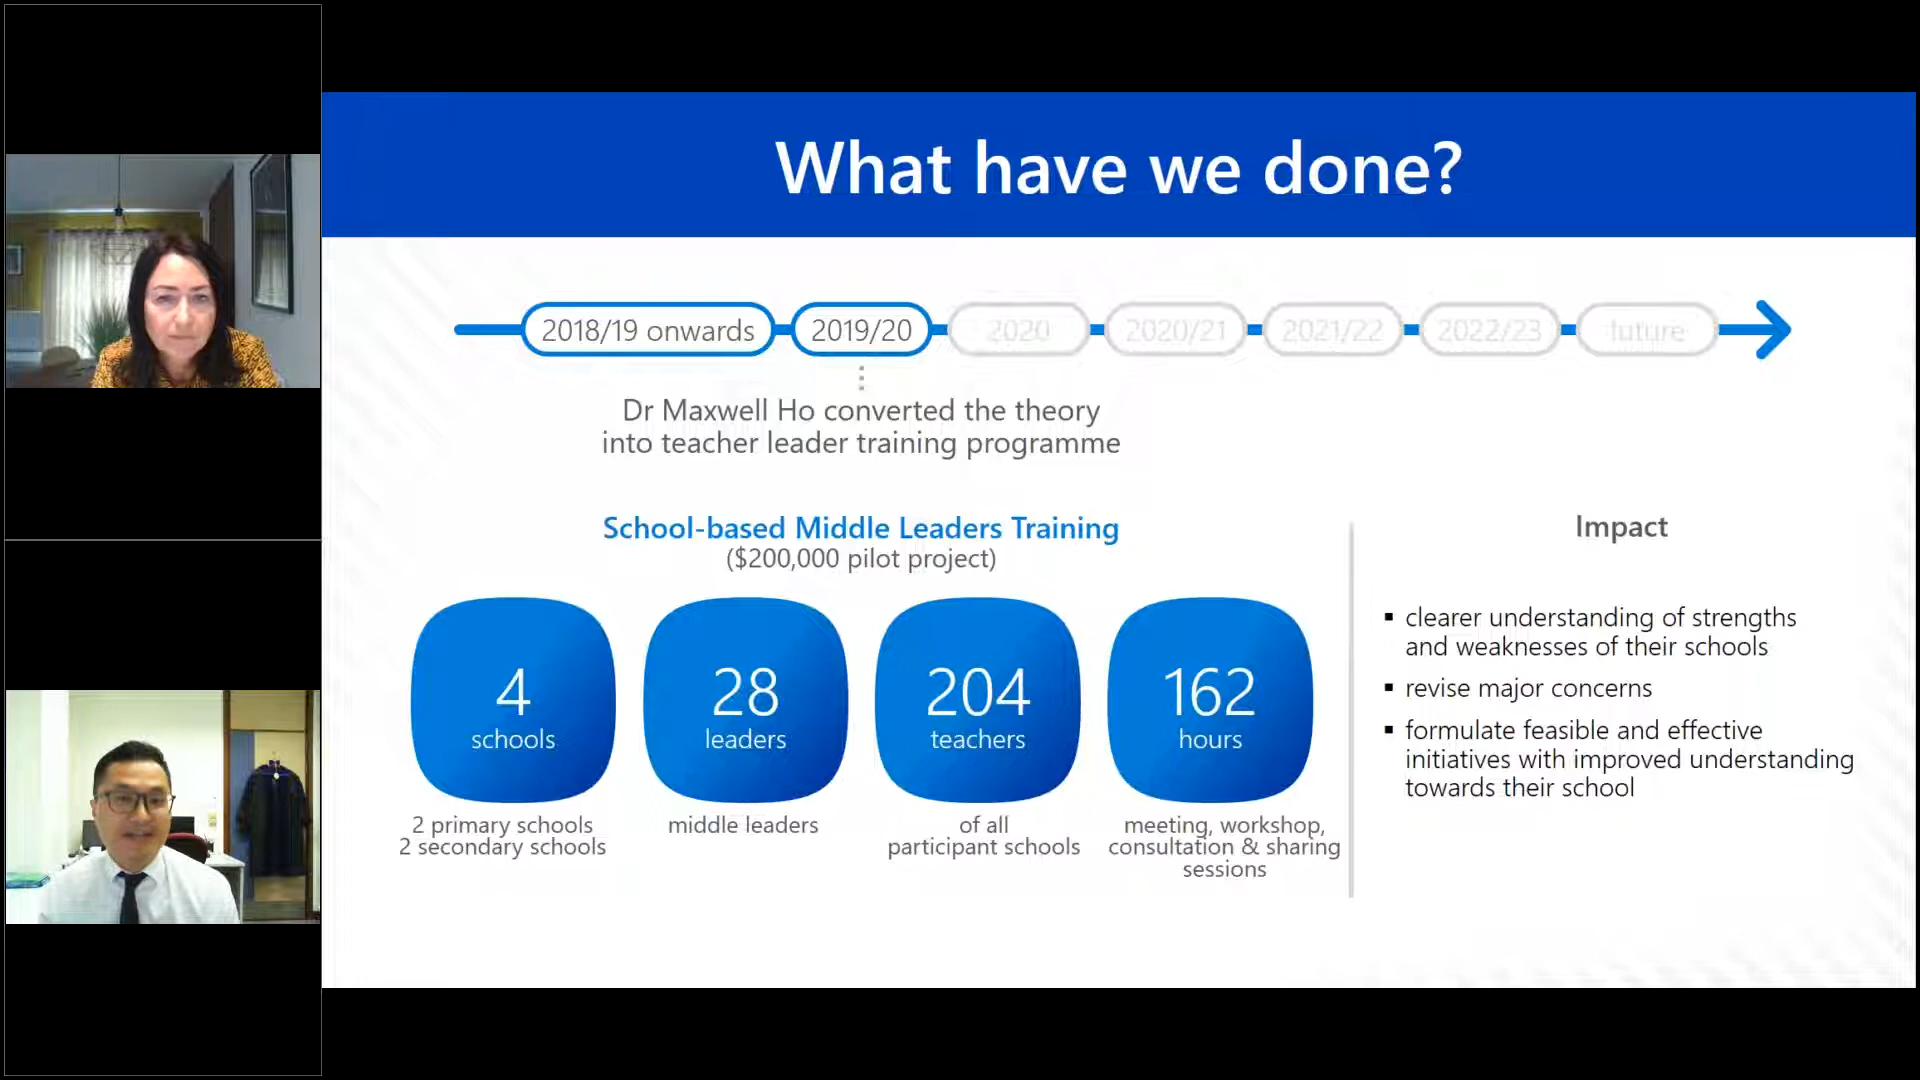 What have we done?
2018/19 onwards
2019/20
2020
2020/21
2021/22
2022/23
future
Dr Maxwell Ho converted the theory
into teacher leader training programme
School-based Middle Leaders Training
($200,000 pilot project)
4
schools
2 primary schools
2 secondary schools
28
leaders
middle leaders
204
teachers
of all
participant schools
162
hours
meeting, workshop,
consultation & sharing
sessions
Impact
▪ clearer understanding of strengths
and weaknesses of their schools
▪ revise major concerns
▪ formulate feasible and effective
initiatives with improved understanding
towards their school